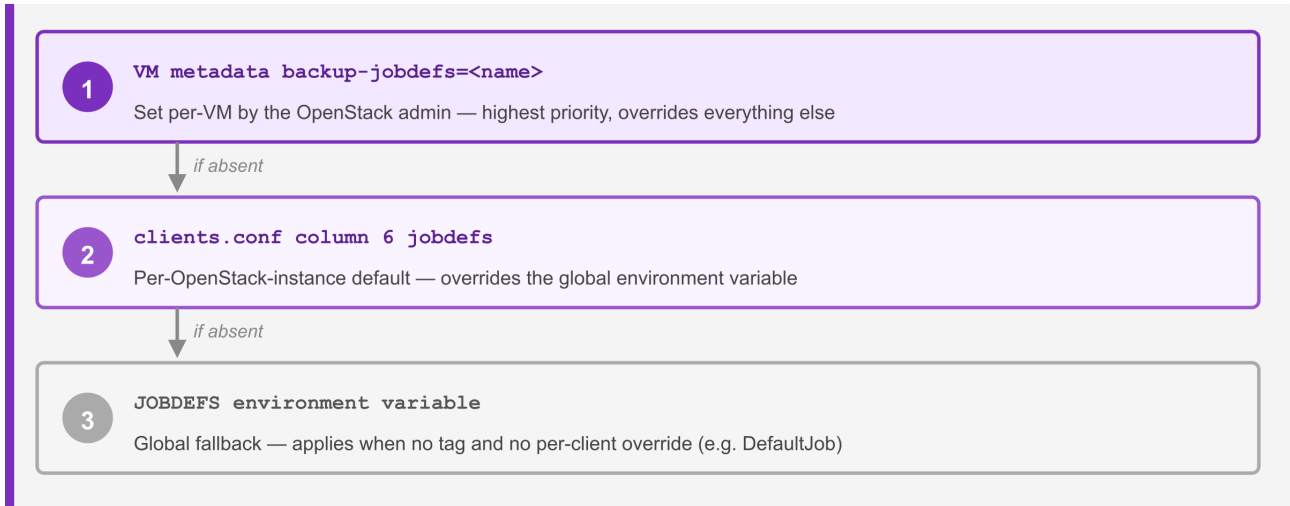 1
VM metadata backup-jobdefs=<name>
Set per-VM by the OpenStack admin — highest priority, overrides everything else
if absent
2
clients.conf column 6 jobdefs
Per-OpenStack-instance default — overrides the global environment variable
if absent
3
JOBDEFS environment variable
Global fallback — applies when no tag and no per-client override (e.g. DefaultJob)